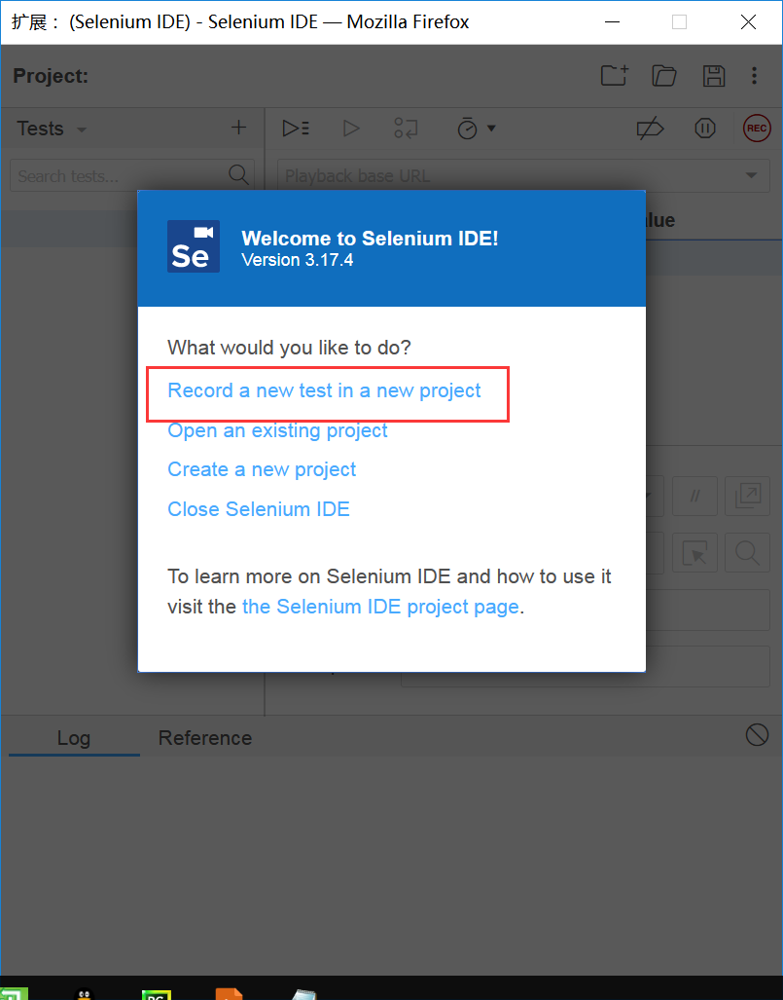 扩展： (Selenium IDE) - Selenium IDE — Mozilla Firefox
Project:
Tests
REC
Search tests...
Playback base URL
Se
Welcome to Selenium IDE!
Version 3.17.4
What would you like to do?
Record a new test in a new project
Open an existing project
Create a new project
Close Selenium IDE
To learn more on Selenium IDE and how to use it
visit the the Selenium IDE project page.
//
Log
Reference